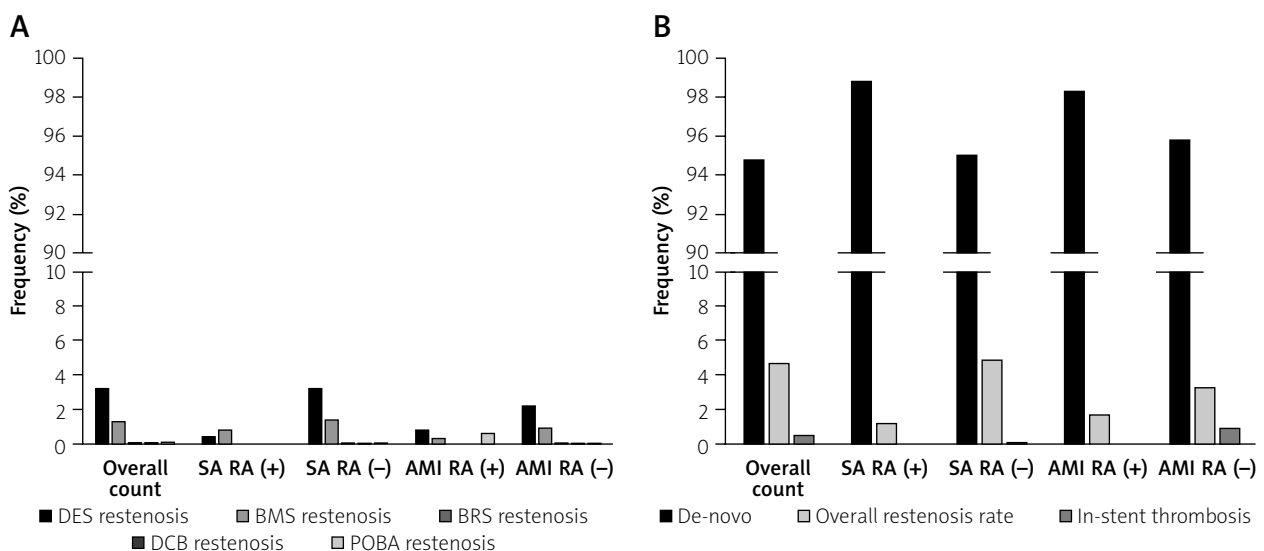 A
Frequency (%)
100
98
96
94
92
90
10
8
6
4
2
0
Overall count
SA RA (+)
SA RA (–)
AMI RA (+)
AMI RA (–)
DES restenosis
BMS restenosis
BRS restenosis
DCB restenosis
POBA restenosis
B
Frequency (%)
100
98
96
94
92
90
10
8
6
4
2
0
Overall count
SA RA (+)
SA RA (–)
AMI RA (+)
AMI RA (–)
De-novo
Overall restenosis rate
In-stent thrombosis